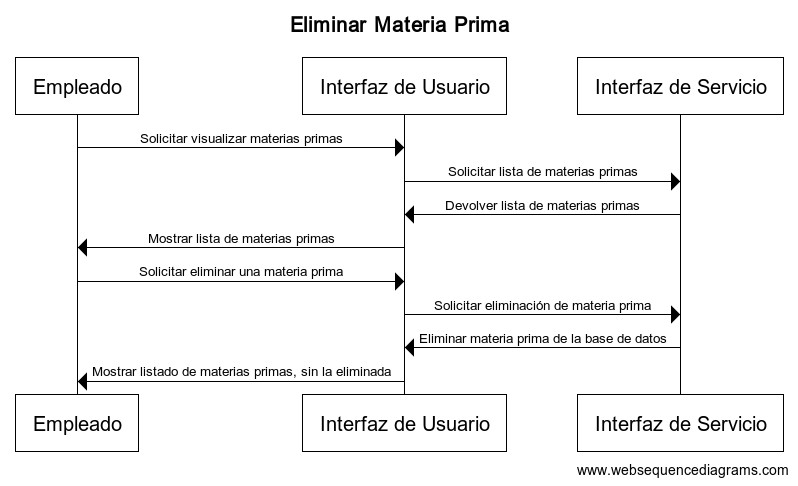 Eliminar Materia Prima
Empleado
Interfaz de Usuario
Interfaz de Servicio
Solicitar visualizar materias primas
Solicitar lista de materias primas
Devolver lista de materias primas
Mostrar lista de materias primas
Solicitar eliminar una materia prima
Solicitar eliminación de materia prima
Eliminar materia prima de la base de datos
Mostrar listado de materias primas, sin la eliminada
Empleado
Interfaz de Usuario
Interfaz de Servicio
www.websequencediagrams.com